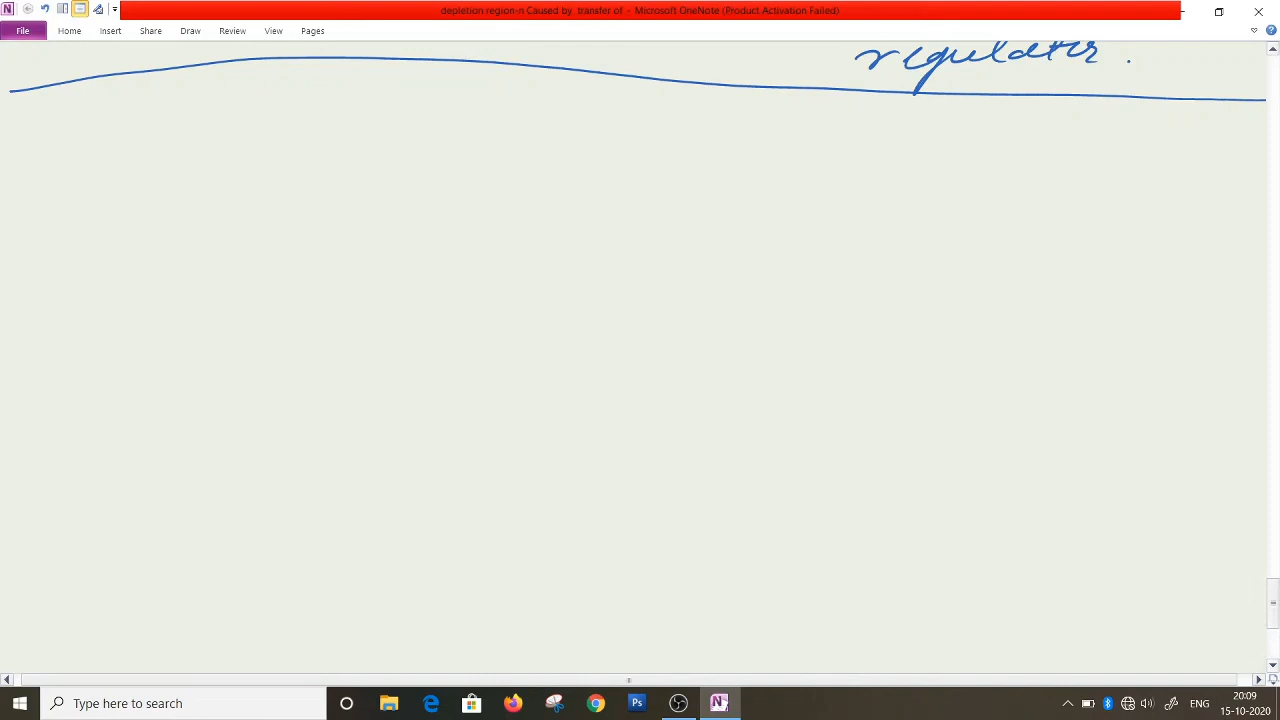 depletion region-n Caused by transfer of - Microsoft OneNote (Product Activation Failed)
File Home Insert Share Draw Review View Pages
regulater .
Type here to search
ENG
20:09
15-10-2020